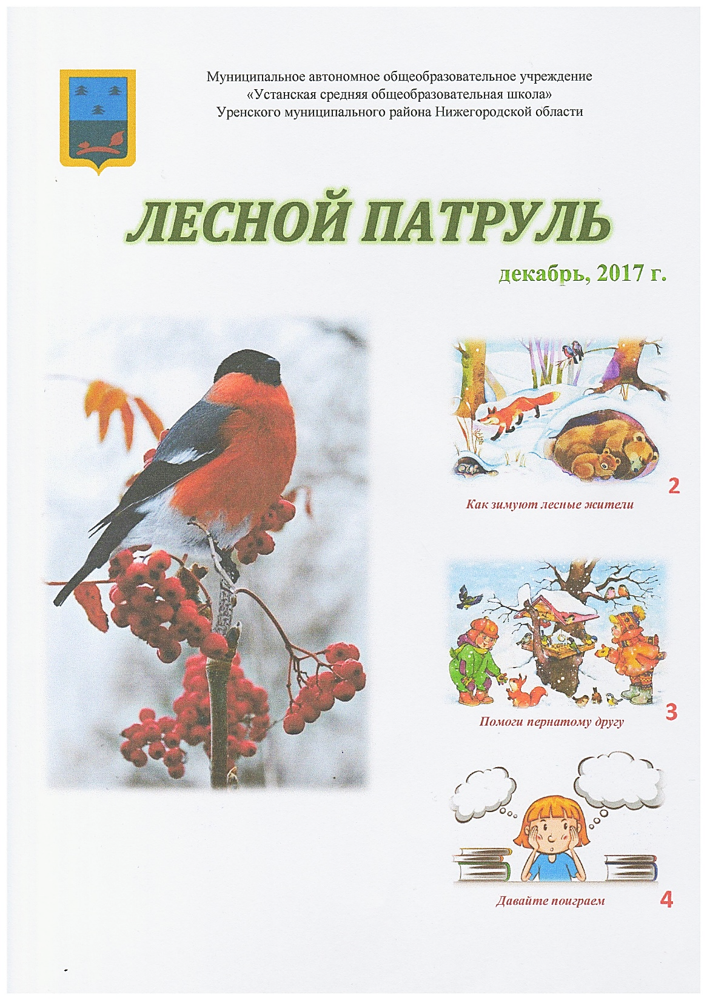 Муниципальное автономное общеобразовательное учреждение
«Устанская средняя общеобразовательная школа»
Уренского муниципального района Нижегородской области
ЛЕСНОЙ ПАТРУЛЬ
декабрь, 2017 г.
2
Как зимуют лесные жители
3
Помоги пернатому другу
Давайте поиграем
4